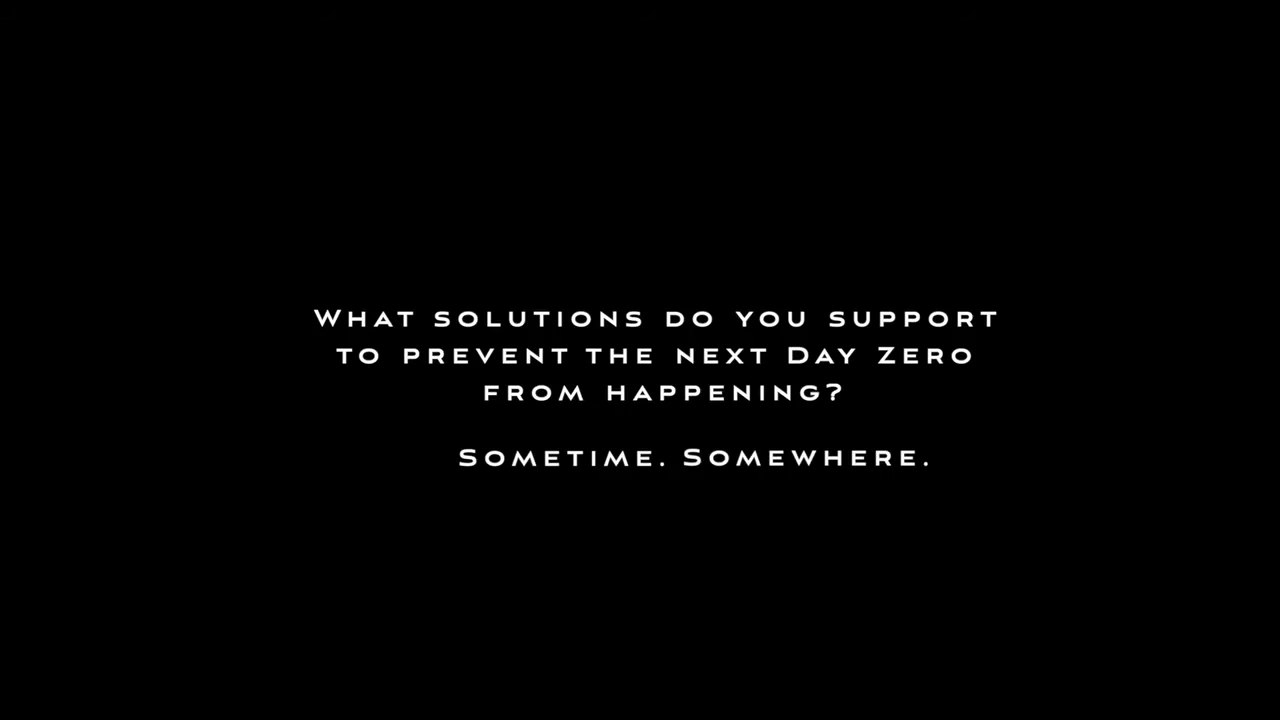 What solutions do you support
to prevent the next Day Zero
from happening?
Sometime. Somewhere.